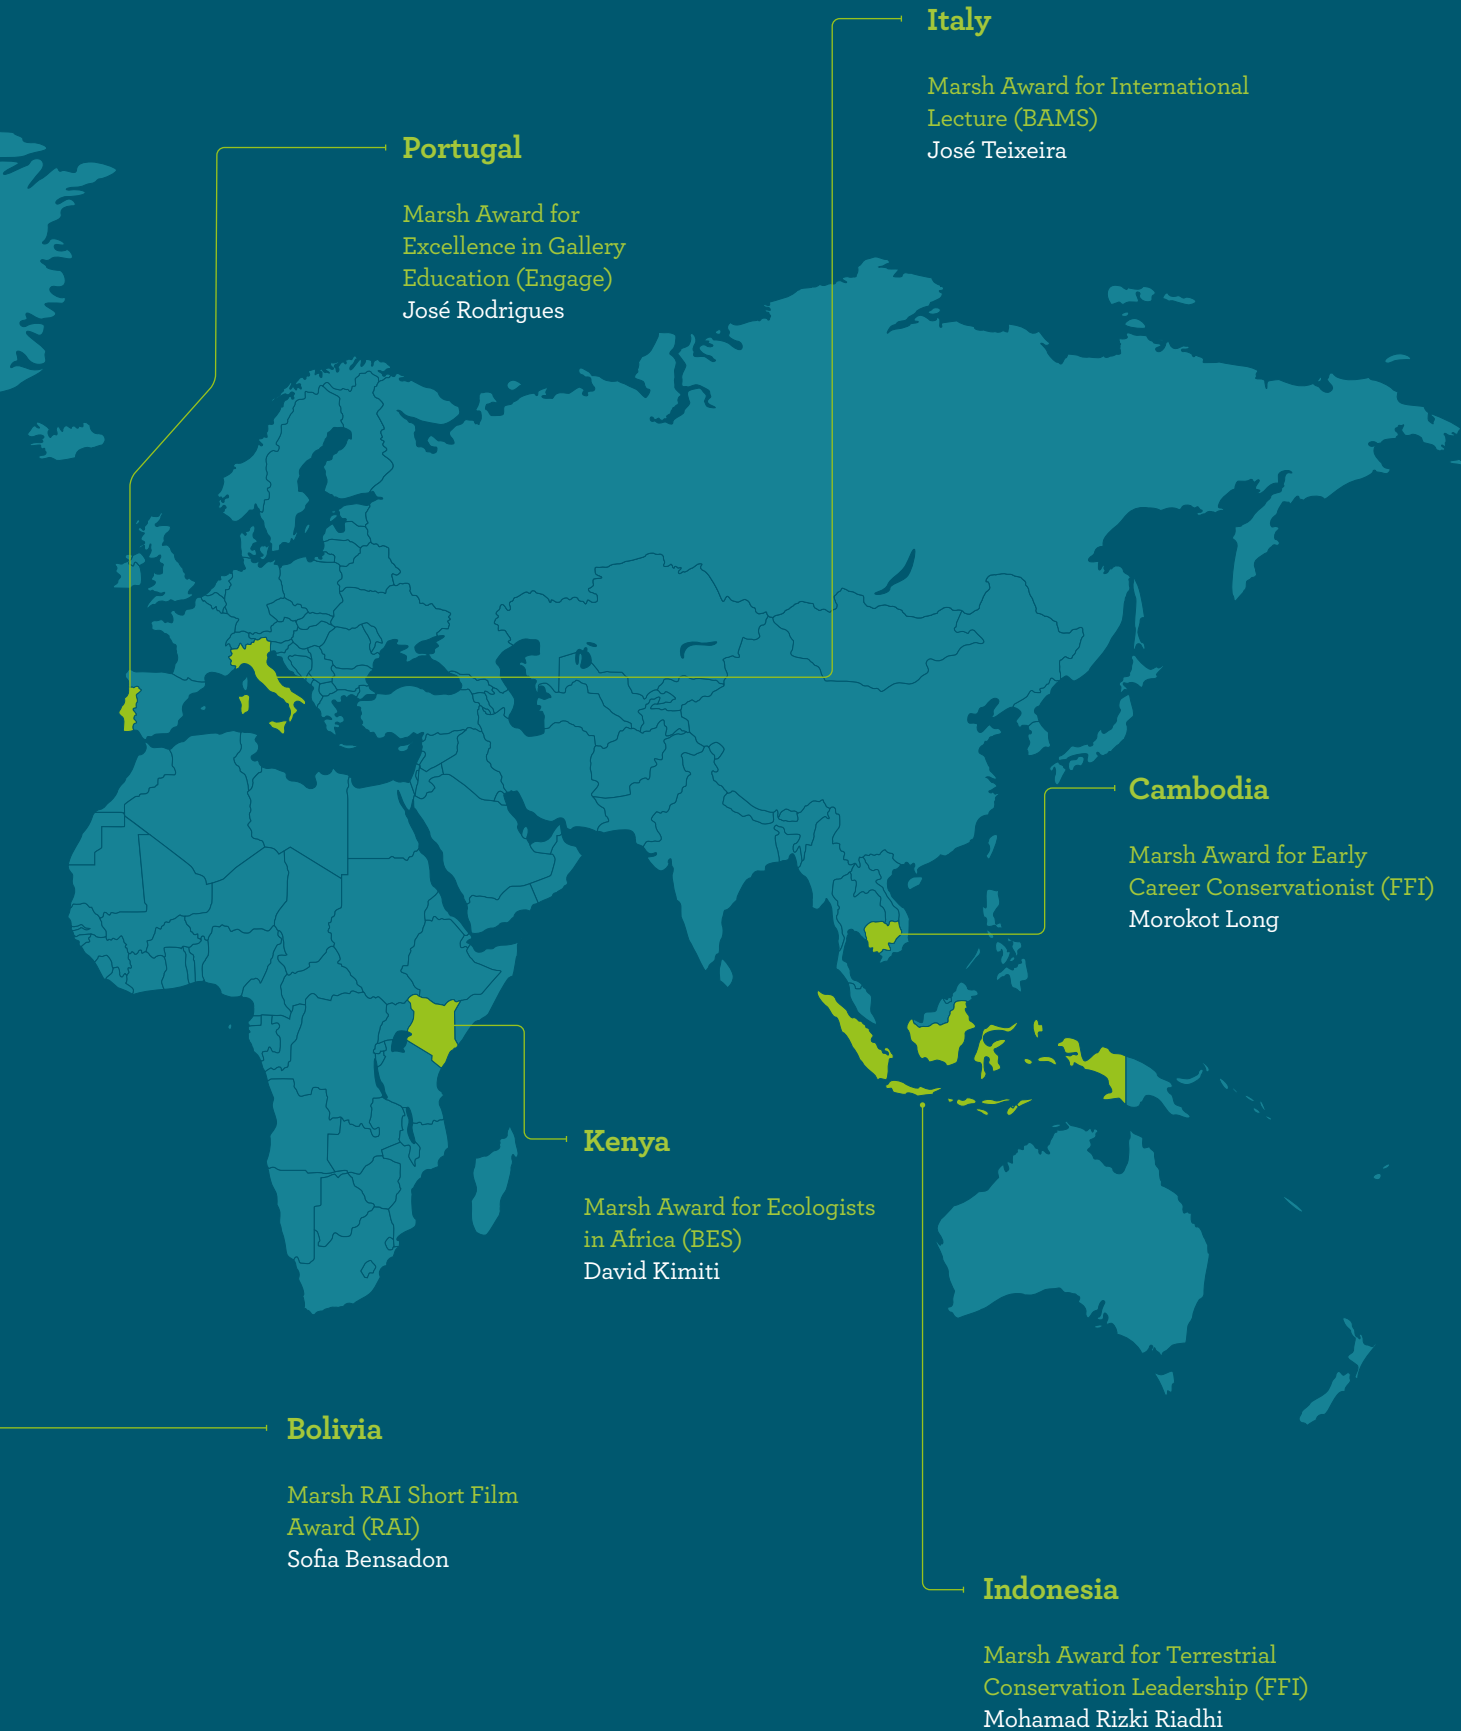 Italy
Marsh Award for International
Lecture (BAMS)
José Teixeira
Portugal
Marsh Award for
Excellence in Gallery
Education (Engage)
José Rodrigues
Cambodia
Marsh Award for Early
Career Conservationist (FFI)
Morokot Long
Kenya
Marsh Award for Ecologists
in Africa (BES)
David Kimiti
Bolivia
Marsh RAI Short Film
Award (RAI)
Sofia Bensadon
Indonesia
Marsh Award for Terrestrial
Conservation Leadership (FFI)
Mohamad Rizki Riadhi